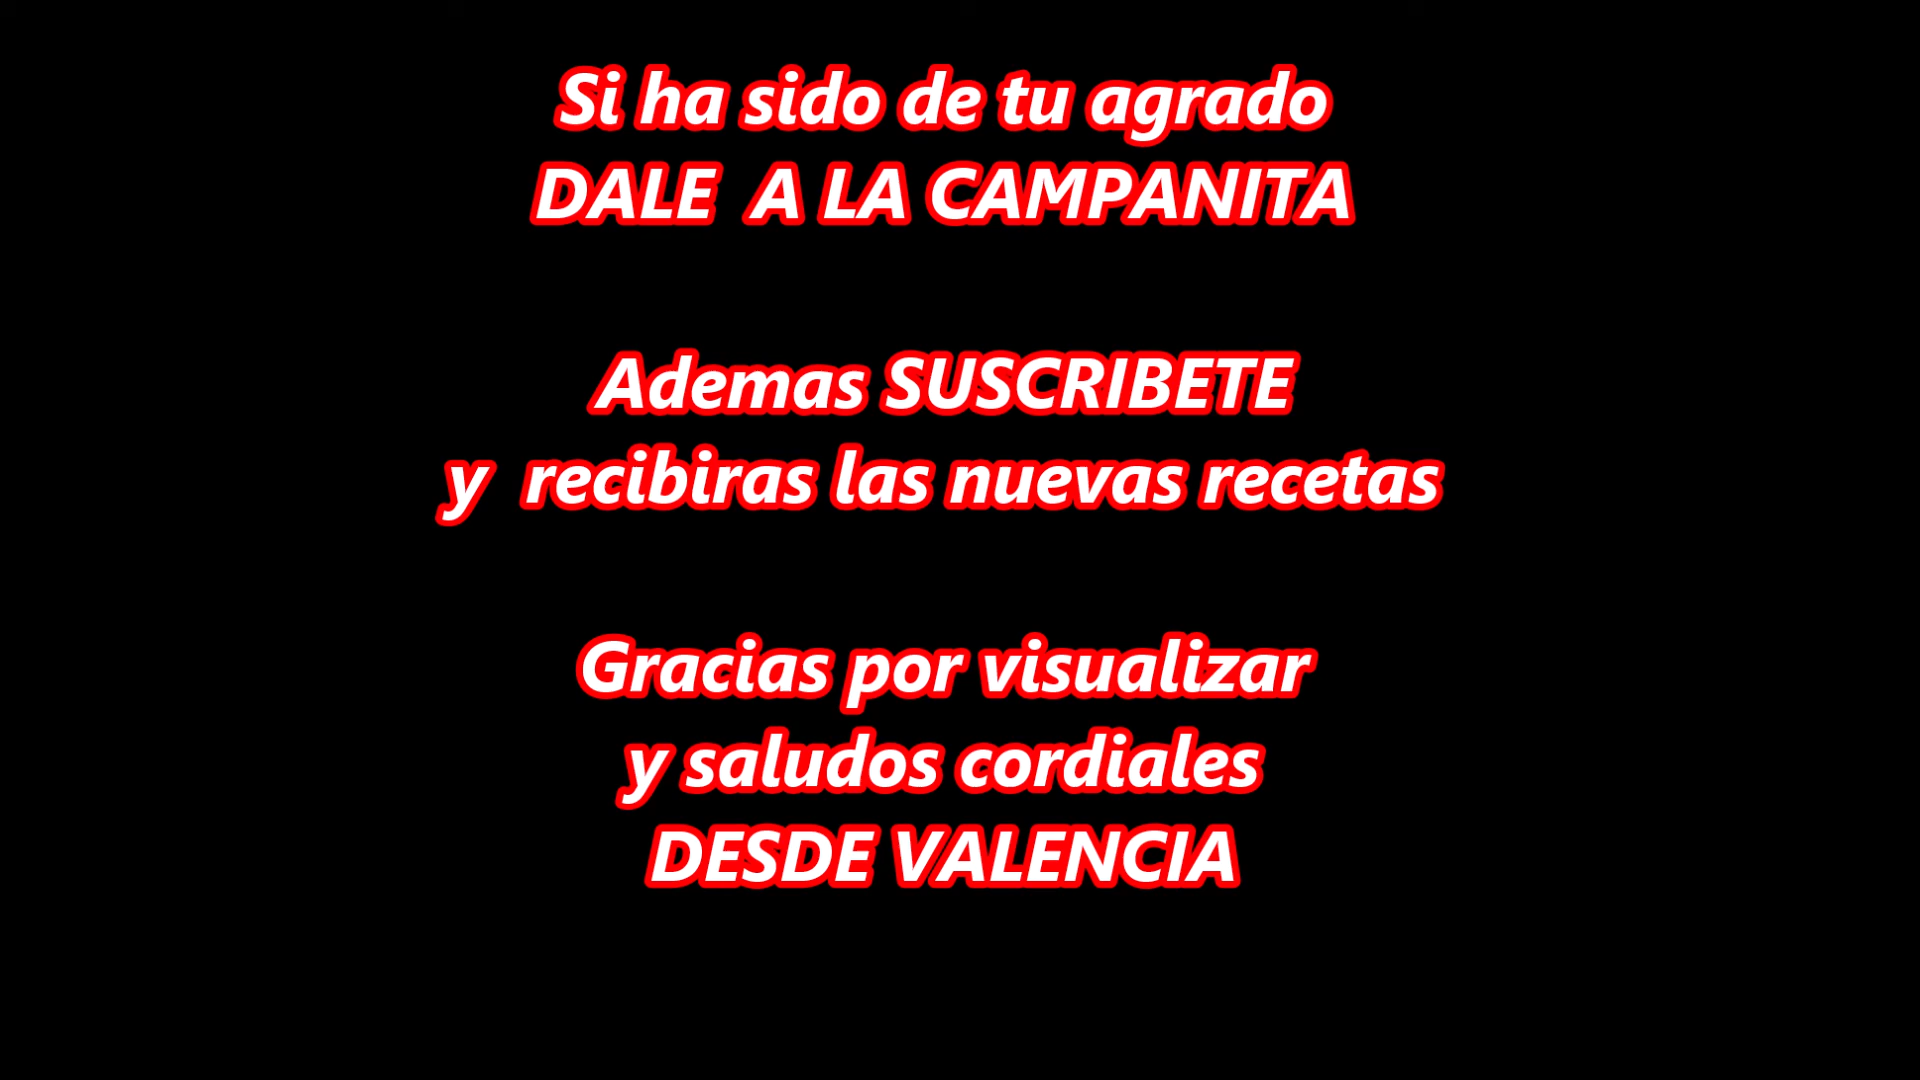 Si ha sido de tu agrado
DALE  A LA CAMPANITA
Ademas SUSCRIBETE
y  recibiras las nuevas recetas
Gracias por visualizar
y saludos cordiales
DESDE VALENCIA